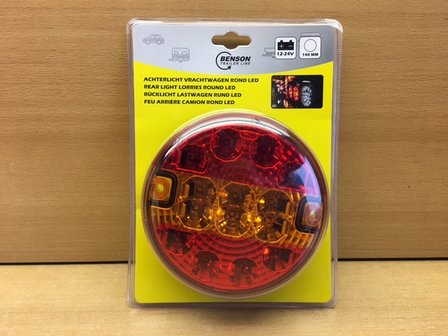 BENSON
TRAILER LINE
12-24V
140 MM
ACHTERLICHT VRACHTWAGEN ROND LED
REAR LIGHT LORRIES ROUND LED
RÜCKLICHT LASTWAGEN RUND LED
FEU ARRIÈRE CAMION ROND LED